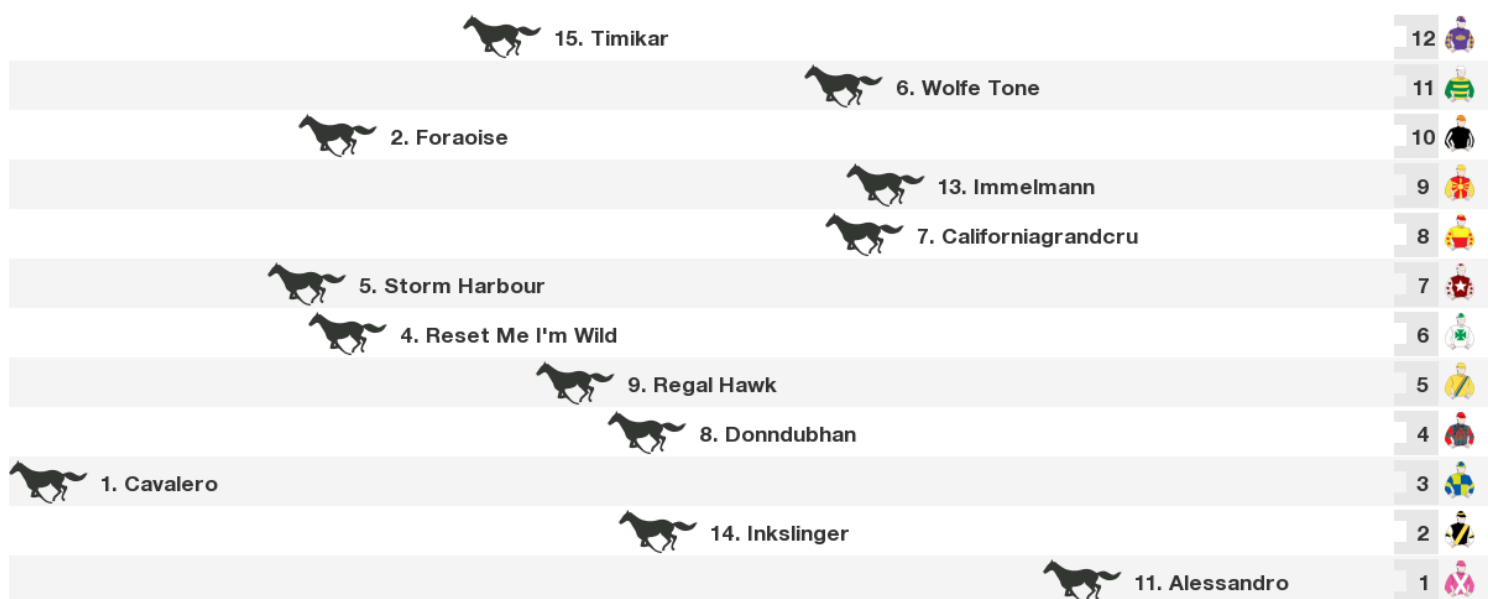 15. Timikar 12
6. Wolfe Tone 11
2. Foraoise 10
13. Immelmann 9
7. Californiagrandcru 8
5. Storm Harbour 7
4. Reset Me I'm Wild 6
9. Regal Hawk 5
8. Donndubhan 4
1. Cavalero 3
14. Inkslinger 2
11. Alessandro 1